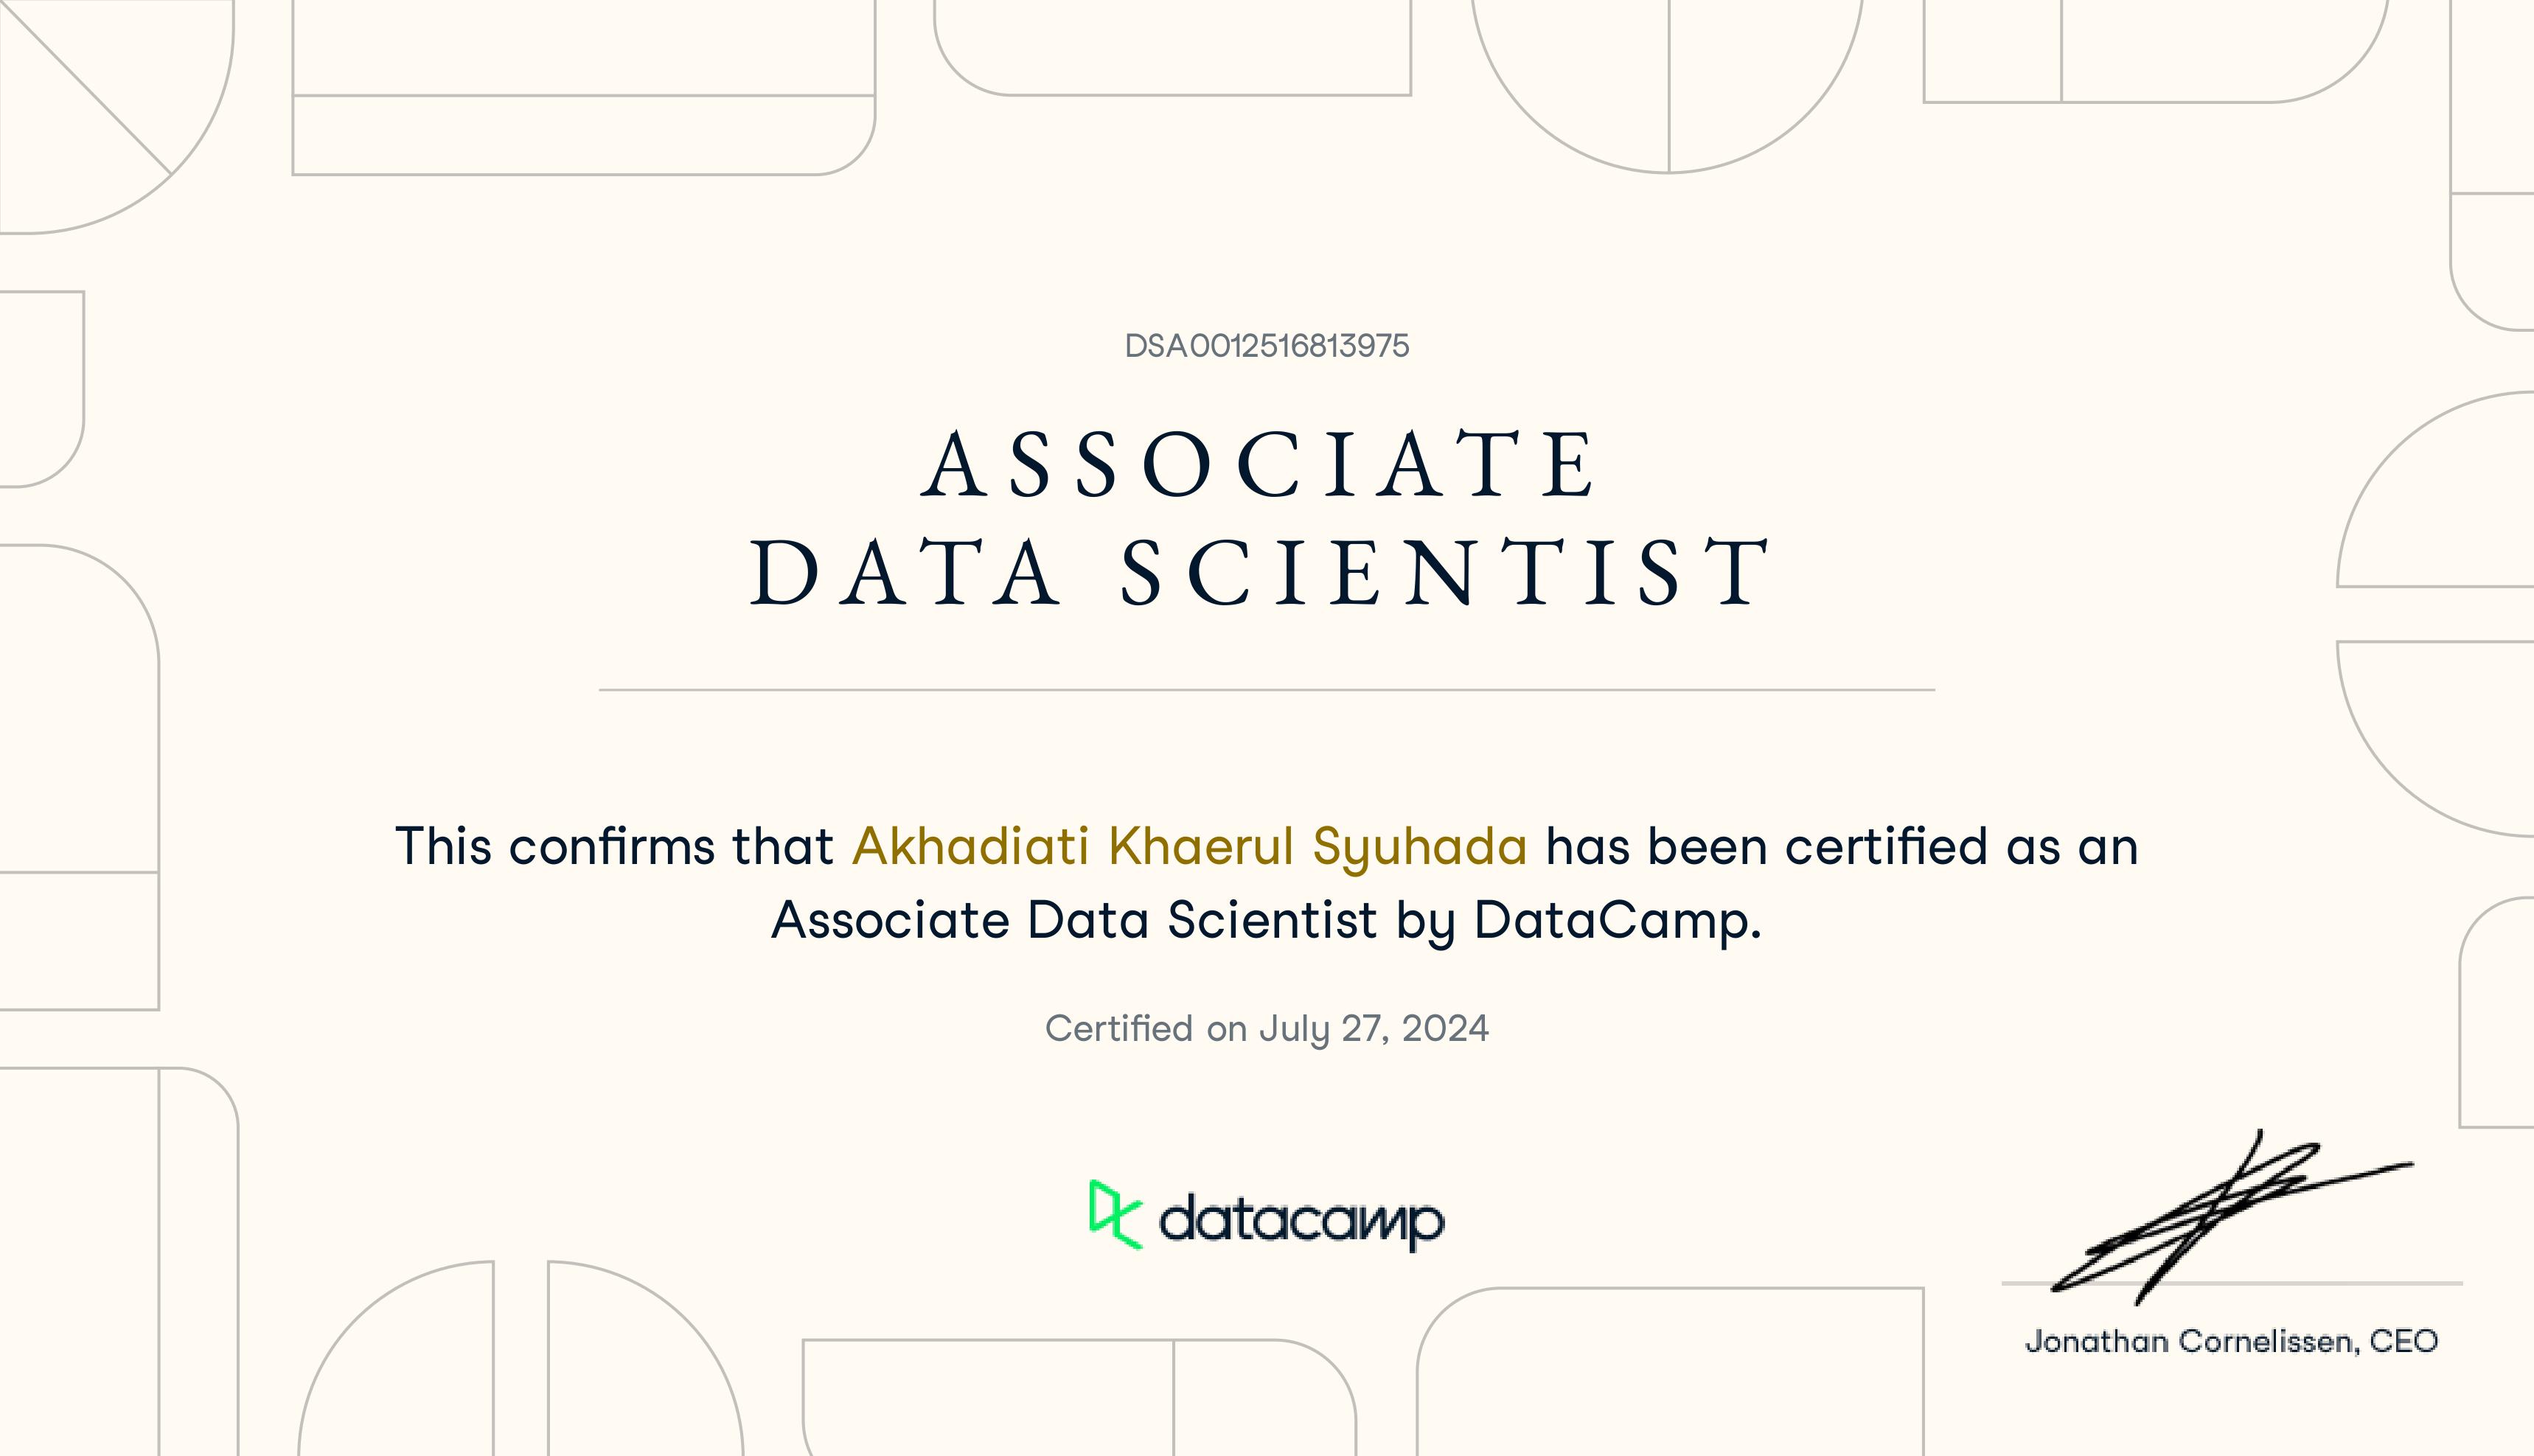 DSA0012516813975
ASSOCIATE
DATA SCIENTIST
This confirms that Akhadiati Khaerul Syuhada has been certified as an
Associate Data Scientist by DataCamp.
Certified on July 27, 2024
datacamp
Jonathan Cornelissen, CEO